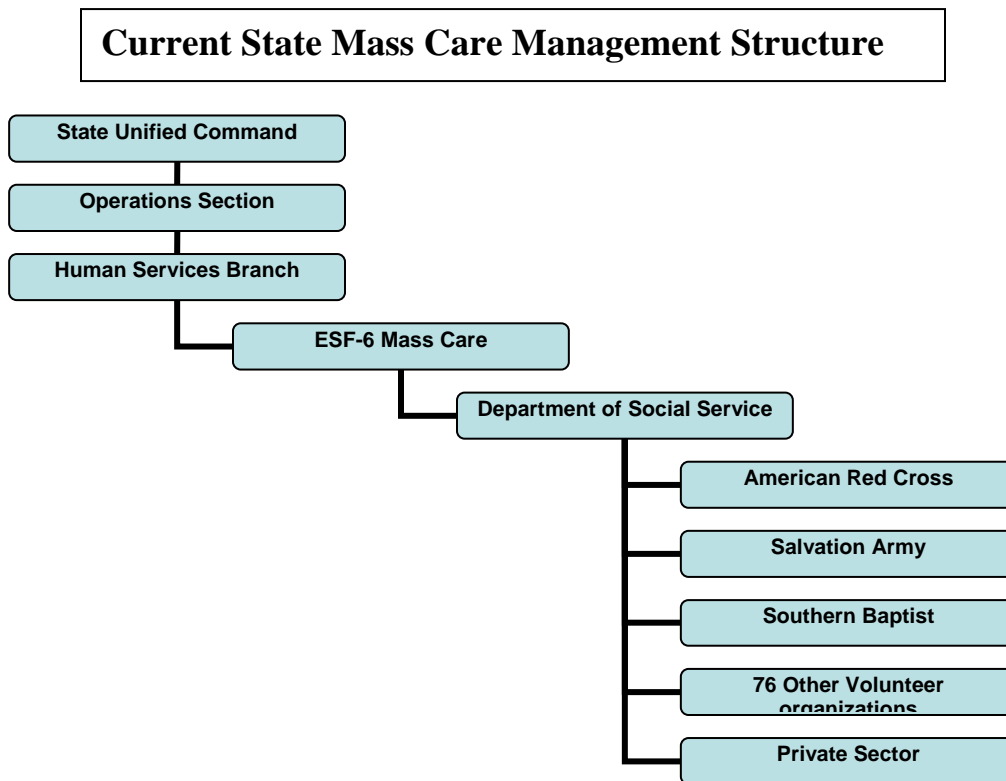 Current State Mass Care Management Structure
State Unified Command
Operations Section
Human Services Branch
ESF-6 Mass Care
Department of Social Service
American Red Cross
Salvation Army
Southern Baptist
76 Other Volunteer
organizations
Private Sector